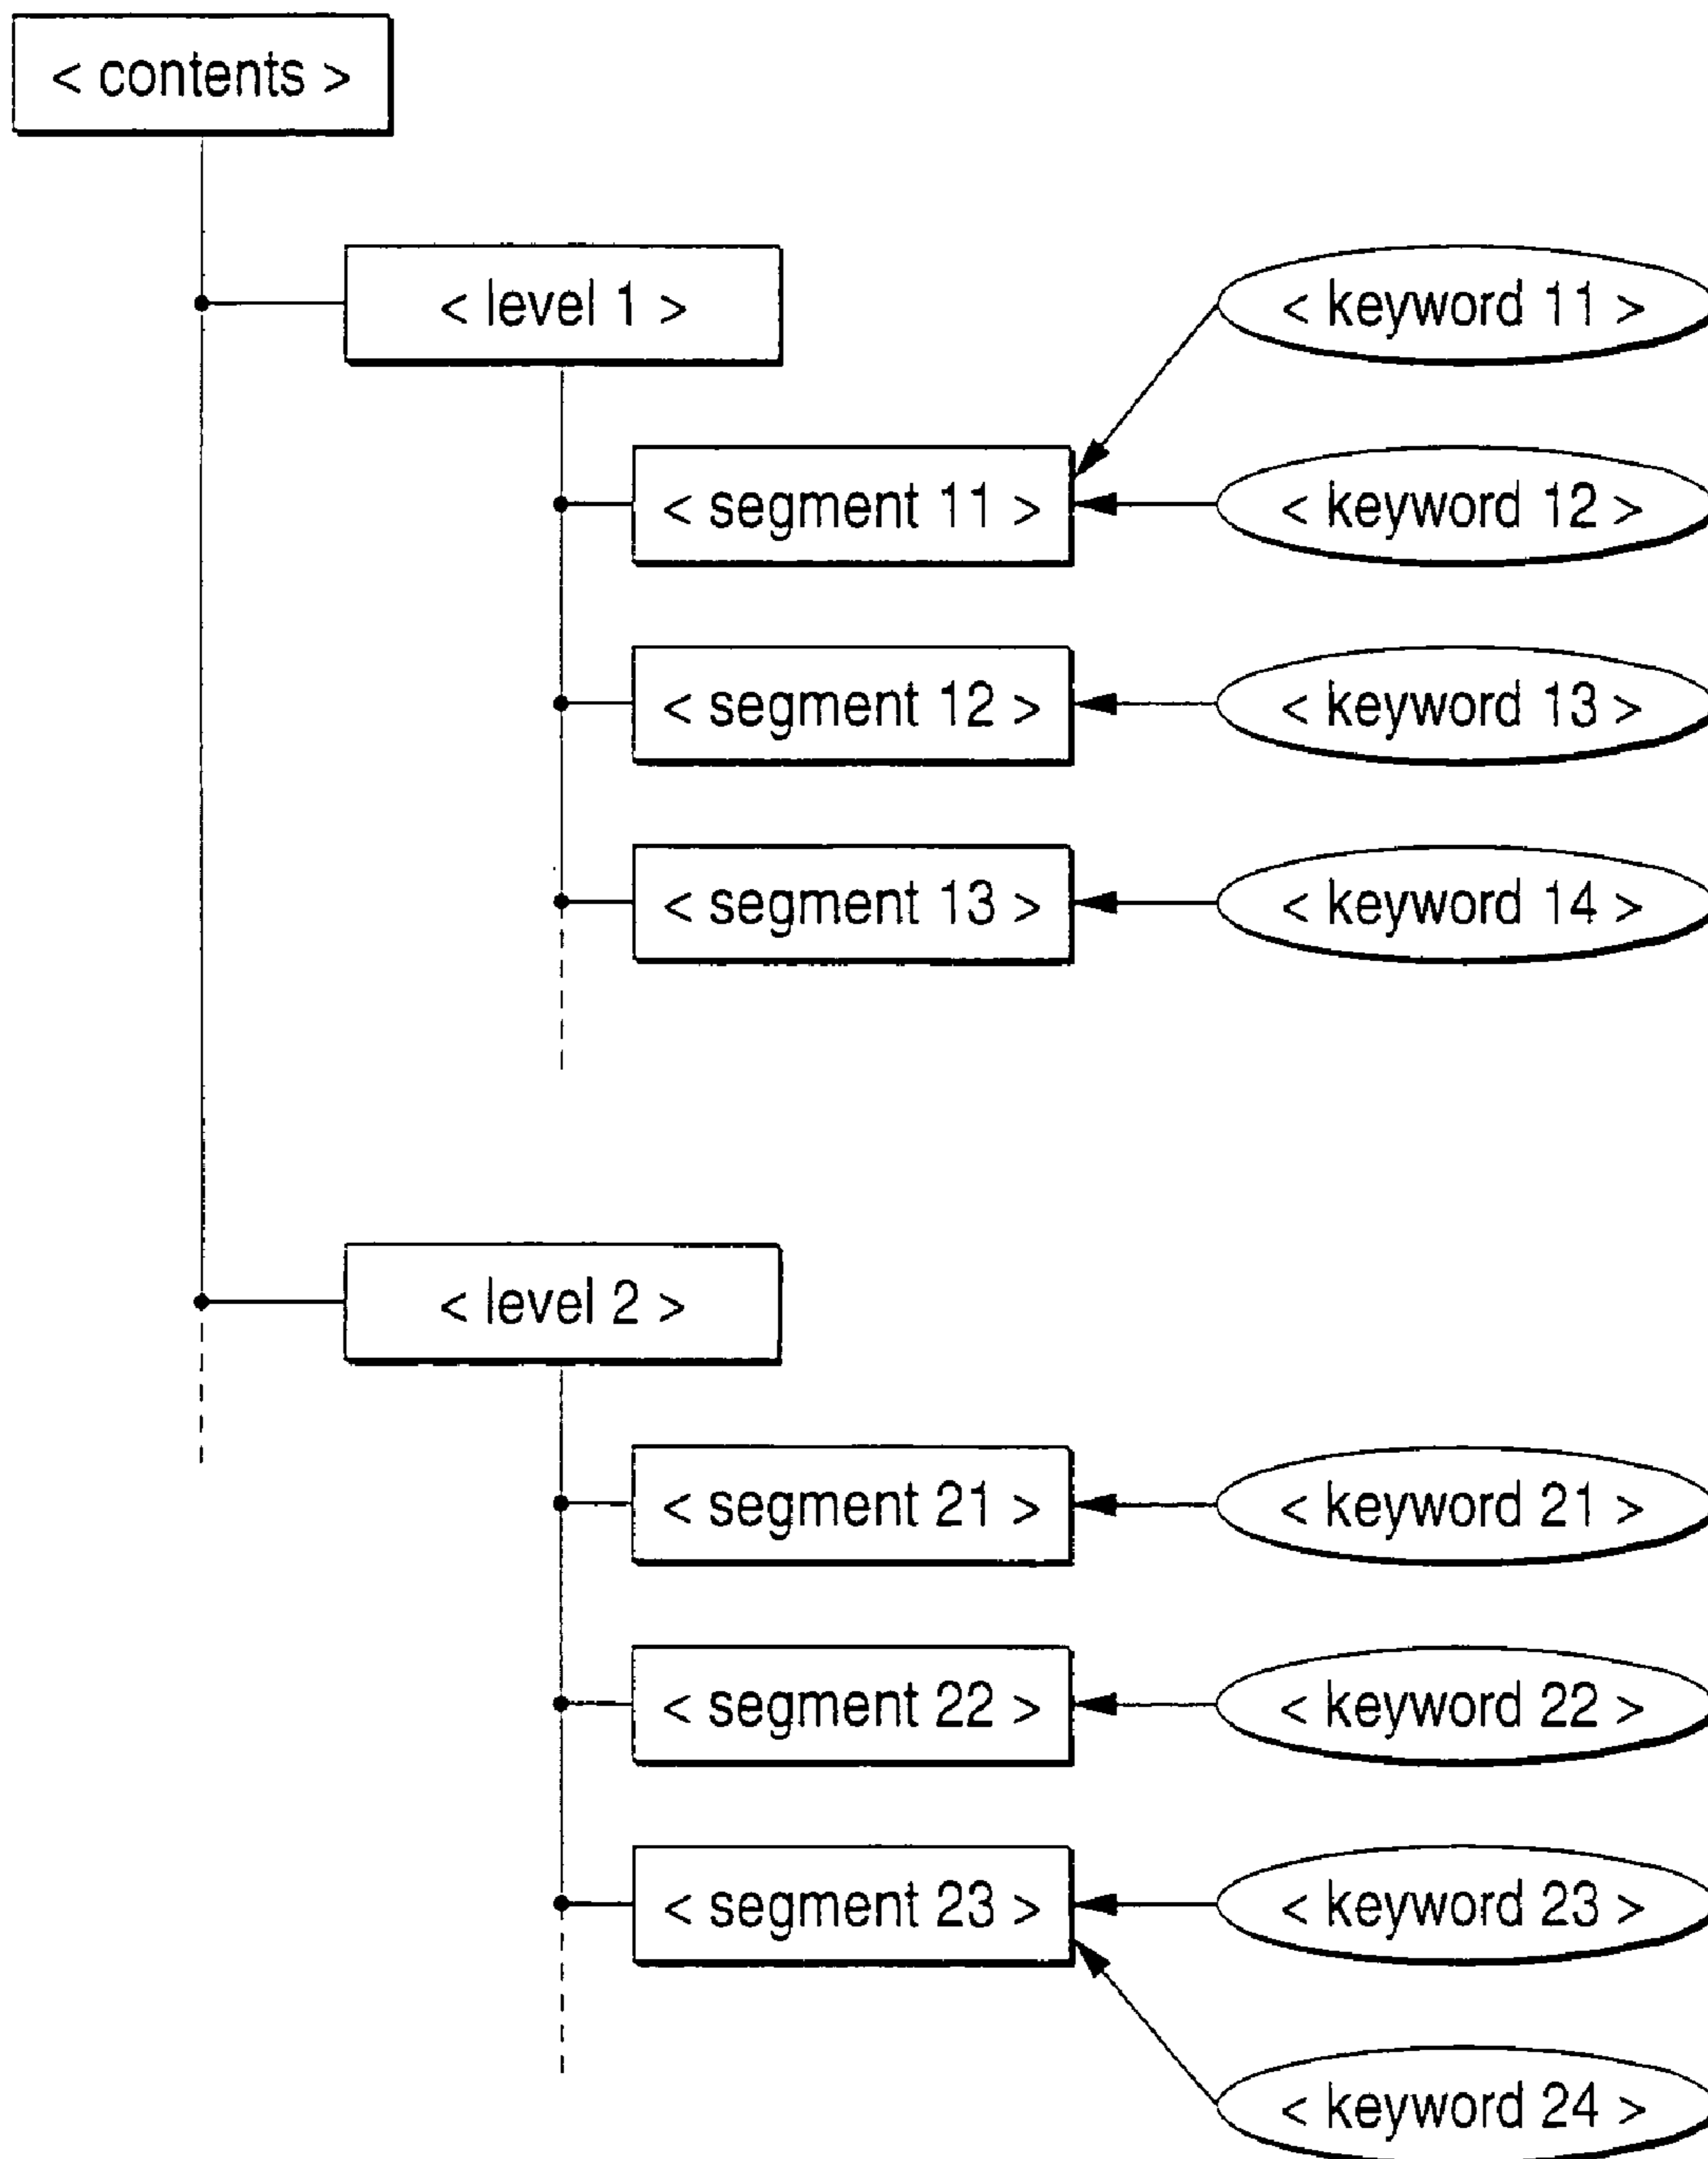 < contents >
< level 1 >
< keyword 11 >
< segment 11 >
< keyword 12 >
< segment 12 >
< keyword 13 >
< segment 13 >
< keyword 14 >
< level 2 >
< segment 21 >
< keyword 21 >
< segment 22 >
< keyword 22 >
< segment 23 >
< keyword 23 >
< keyword 24 >